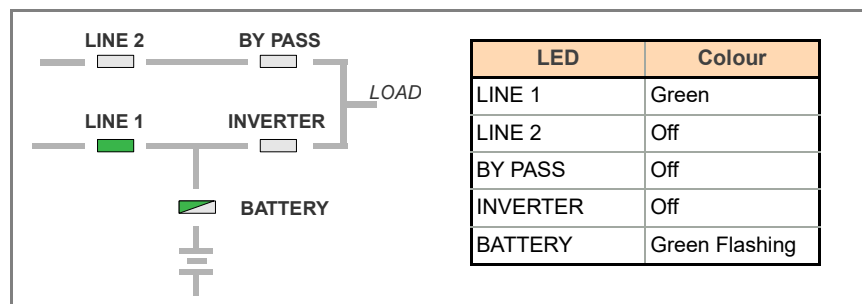 LINE 2
BY PASS
LOAD
LINE 1
INVERTER
BATTERY
LED Colour
LINE 1 Green
LINE 2 Off
BY PASS Off
INVERTER Off
BATTERY Green Flashing